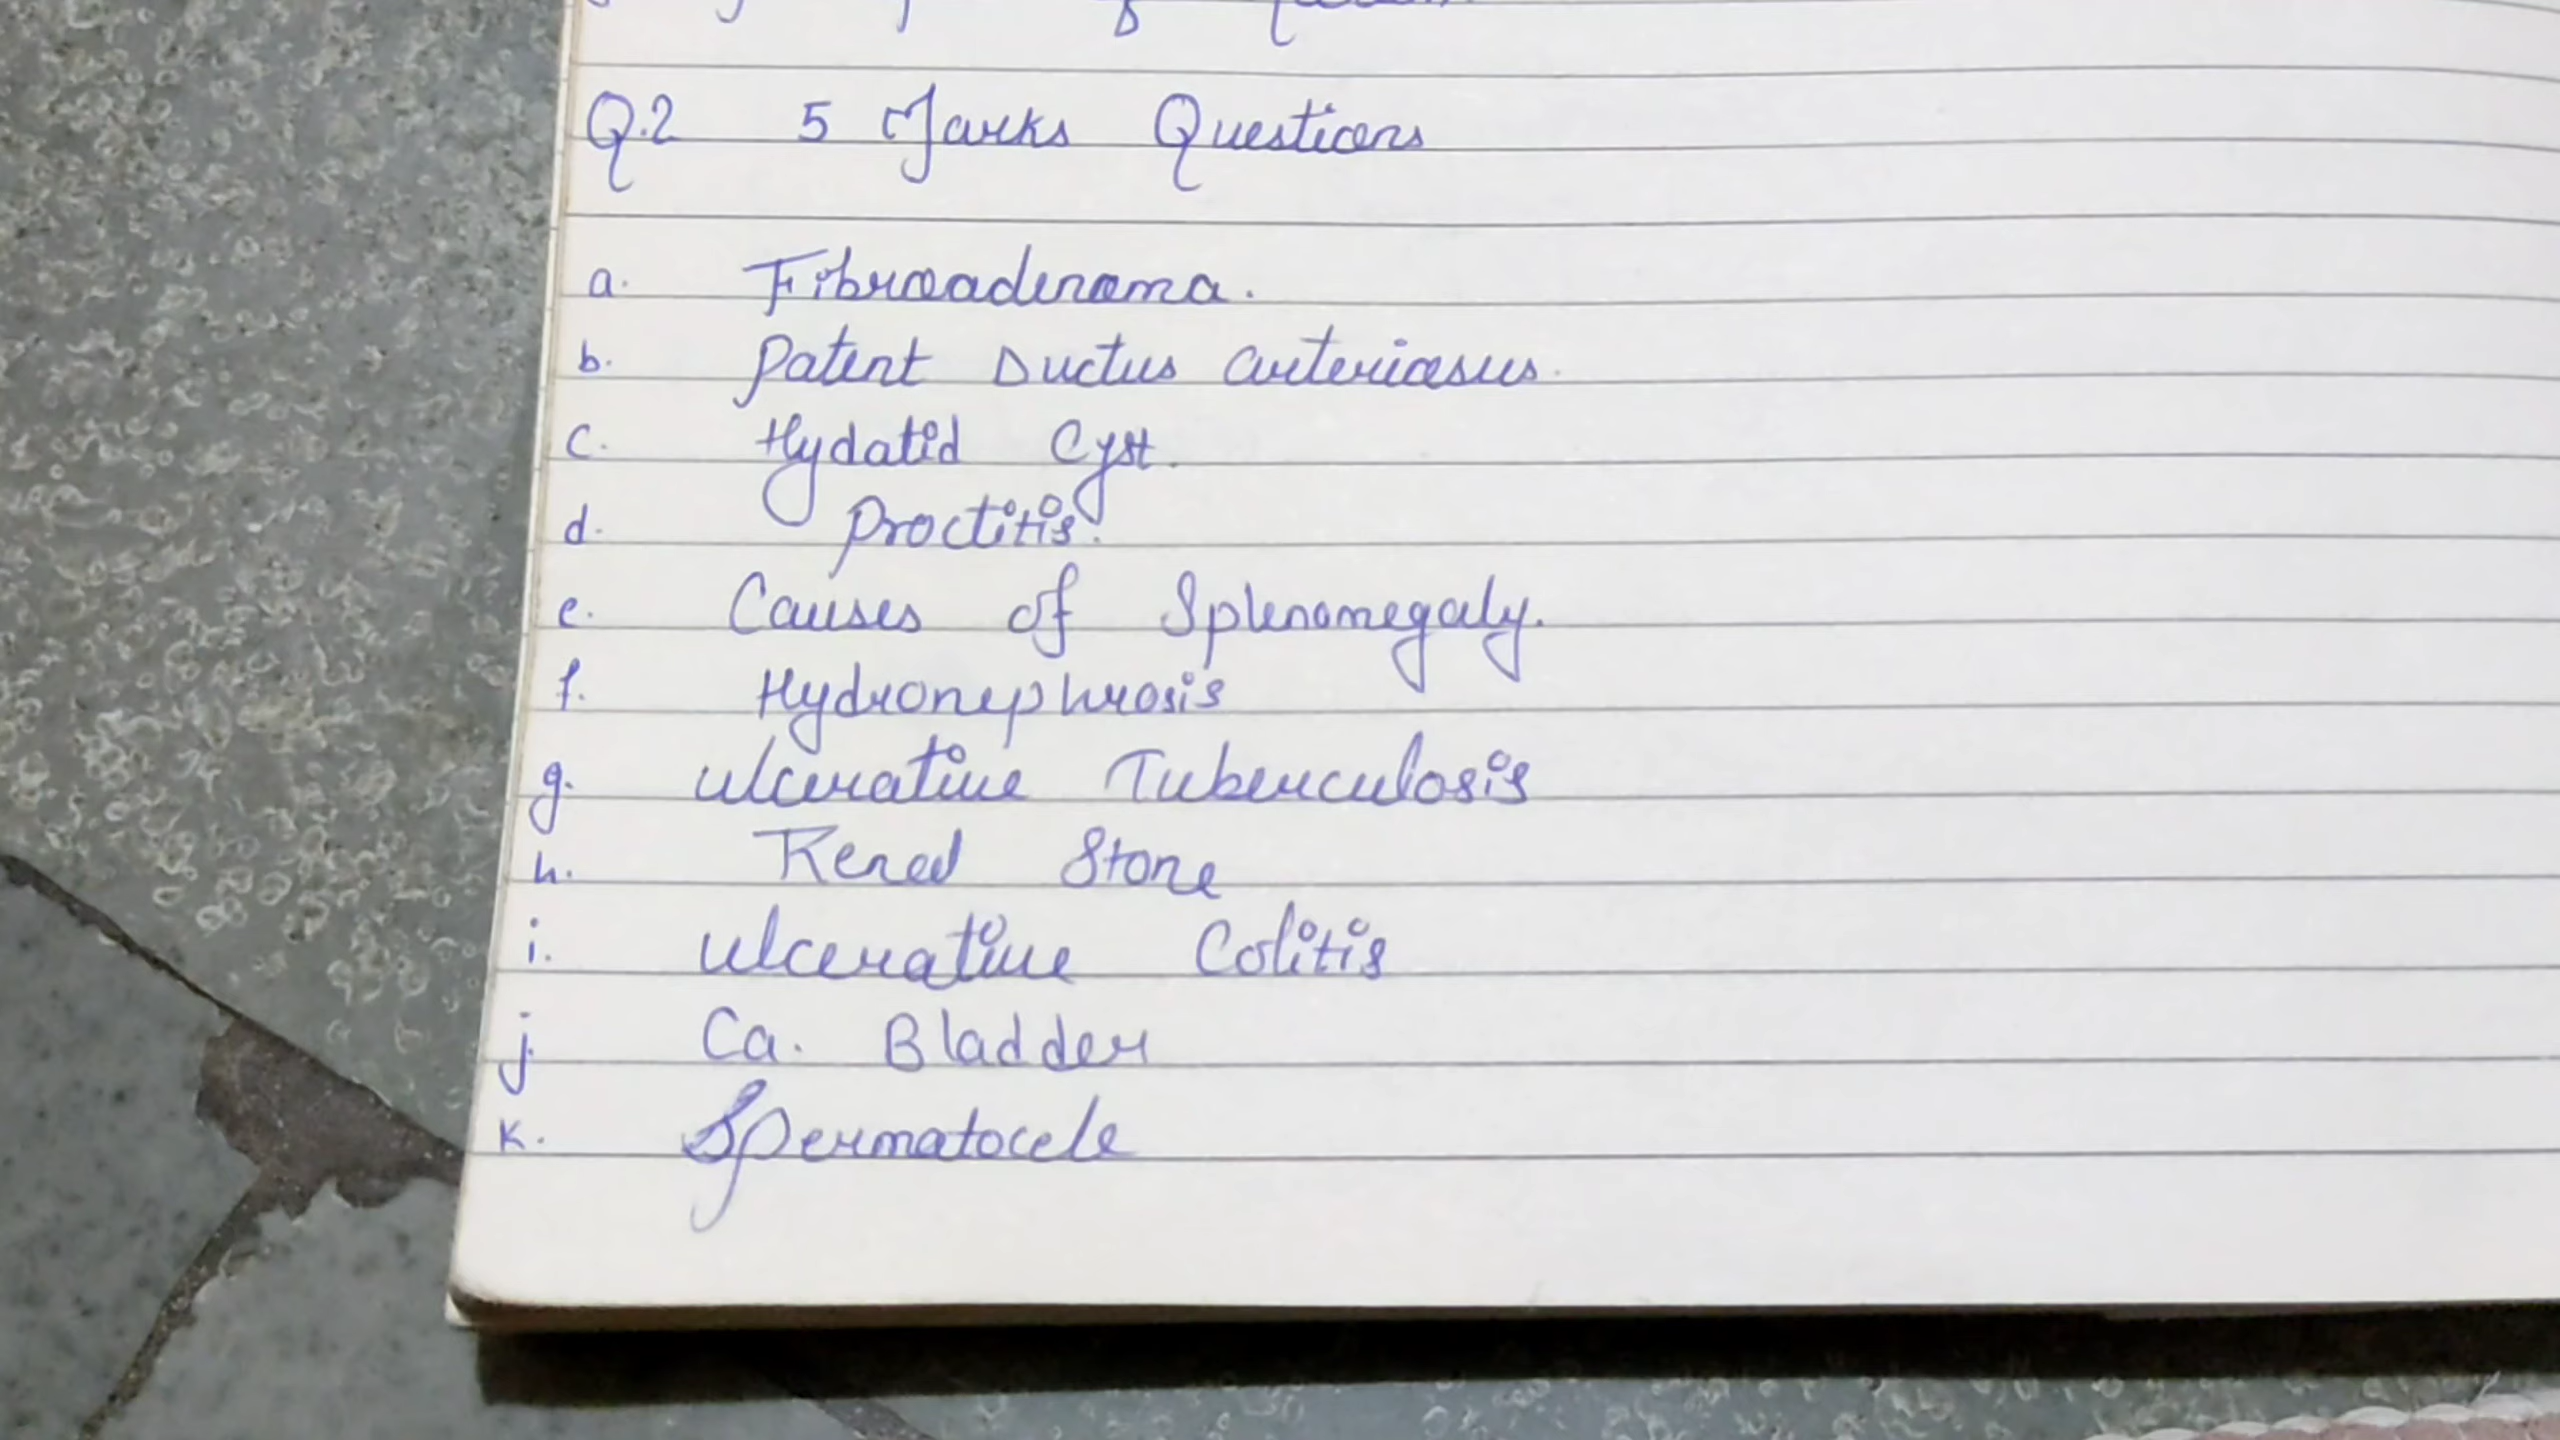 Q.2 5 Marks Questions
a. Fibroadenoma.
b. Patent Ductus arteriosus.
c. Hydatid Cyst.
d. Proctitis.
e. Causes of Splenomegaly.
f. Hydronephrosis
g. ulcerative Tuberculosis
h. Renal Stone
i. ulcerative Colitis
j. Ca. Bladder
k. Spermatocele